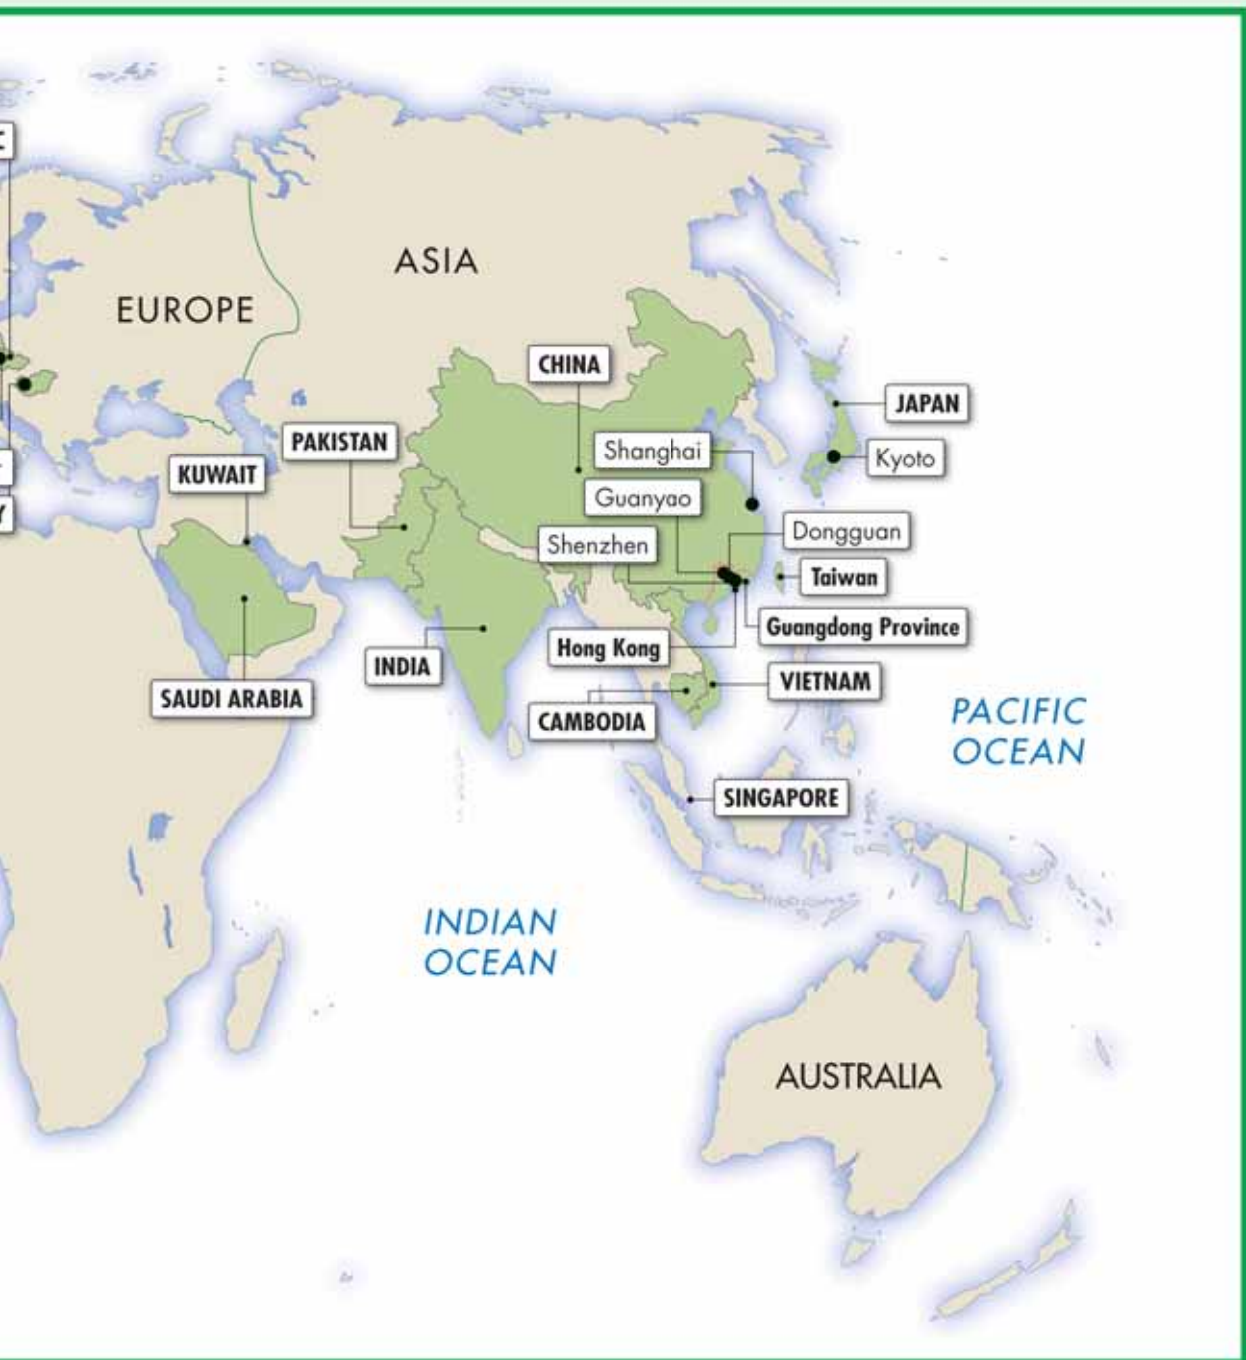 ASIA
EUROPE
CHINA
JAPAN
PAKISTAN
Shanghai
Kyoto
KUWAIT
Guanyao
Dongguan
Shenzhen
Taiwan
Guangdong Province
Hong Kong
INDIA
VIETNAM
SAUDI ARABIA
CAMBODIA
PACIFIC
OCEAN
SINGAPORE
INDIAN
OCEAN
AUSTRALIA